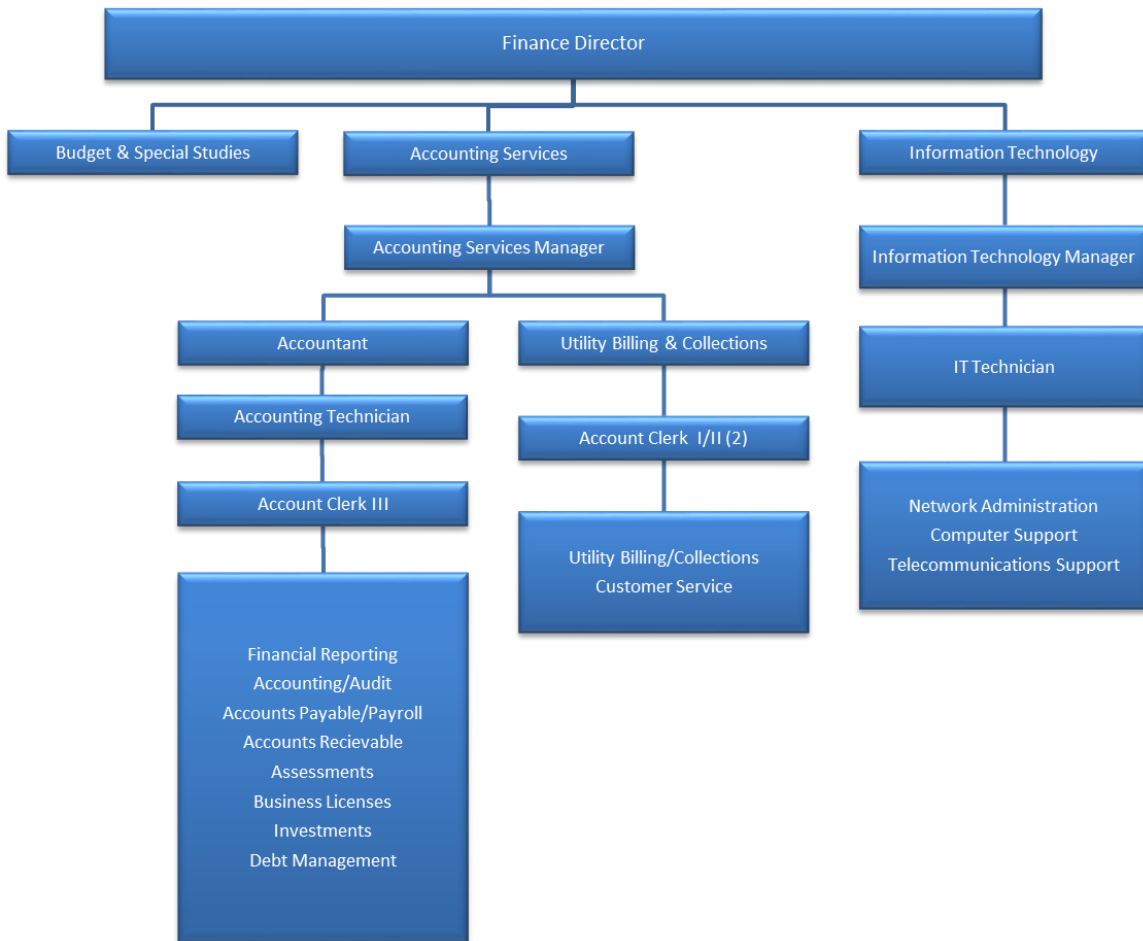 Finance Director
Budget & Special Studies
Accounting Services
Information Technology
Accounting Services Manager
Information Technology Manager
Accountant
Utility Billing & Collections
IT Technician
Accounting Technician
Account Clerk I/II (2)
Account Clerk III
Network Administration
Computer Support
Telecommunications Support
Utility Billing/Collections
Customer Service
Financial Reporting
Accounting/Audit
Accounts Payable/Payroll
Accounts Recievable
Assessments
Business Licenses
Investments
Debt Management